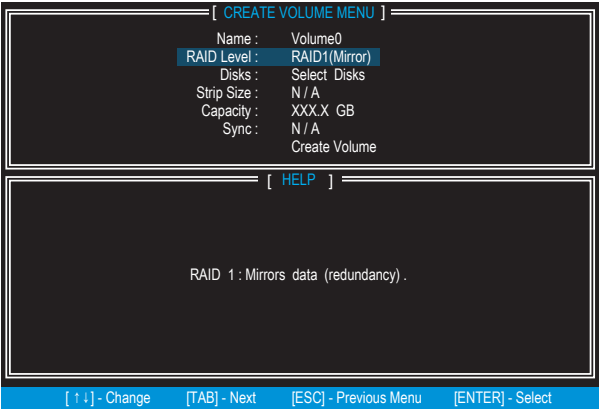 [ CREATE VOLUME MENU ]
Name : Volume0
RAID Level : RAID1(Mirror)
Disks : Select Disks
Strip Size : N / A
Capacity : XXX.X GB
Sync : N / A
Create Volume
[ HELP ]
RAID 1 : Mirrors data (redundancy) .
[ ↑↓] - Change [TAB] - Next [ESC] - Previous Menu [ENTER] - Select